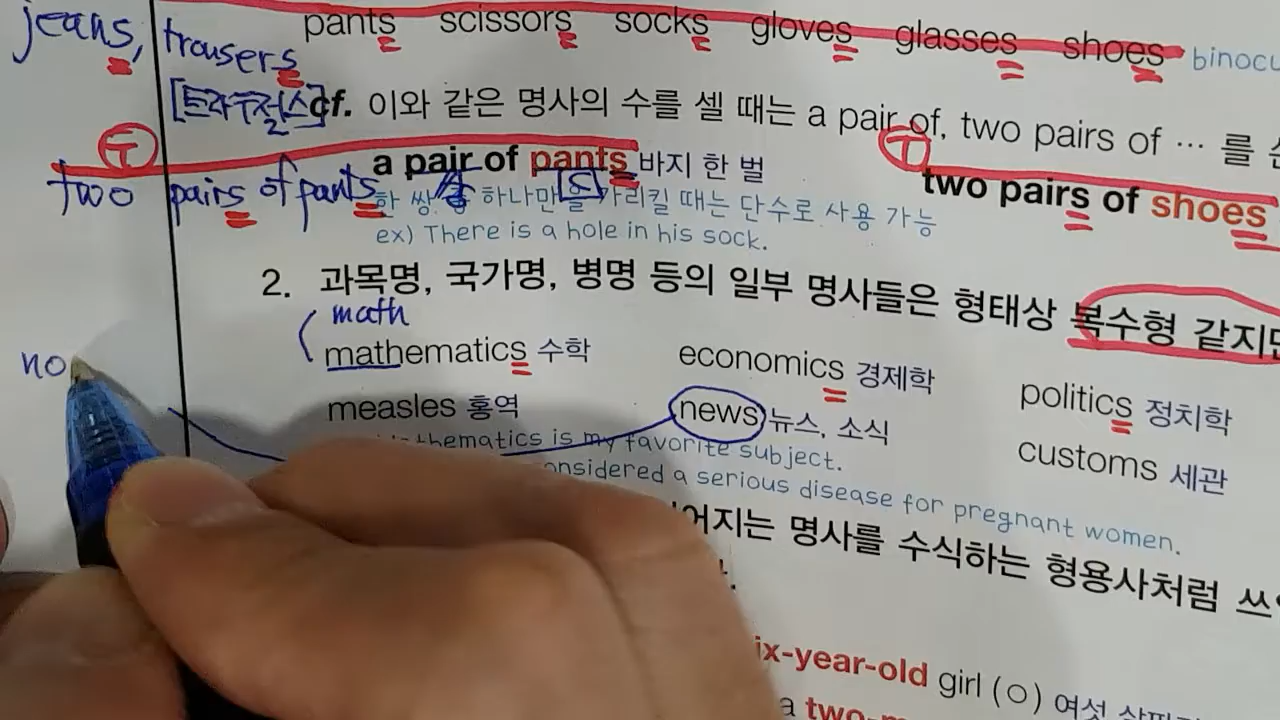 pants scissors socks gloves glasses shoes
jeans, trousers
[트라우저스] cf. 이와 같은 명사의 수를 셀 때는 a pair of, two pairs of … 를
T a pair of pants 바지 한 벌 T two pairs of shoes
two pairs of pants
한 쌍 중 하나만을 가리킬 때는 단수로 사용 가능
ex) There is a hole in his sock.
2. 과목명, 국가명, 병명 등의 일부 명사들은 형태상 복수형 같지만
math
mathematics 수학 economics 경제학 politics 정치학
no
measles 홍역 news 뉴스, 소식 customs 세관
mathematics is my favorite subject.
considered a serious disease for pregnant women.
명사를 수식하는 형용사처럼
six-year-old girl (○) 여섯
a